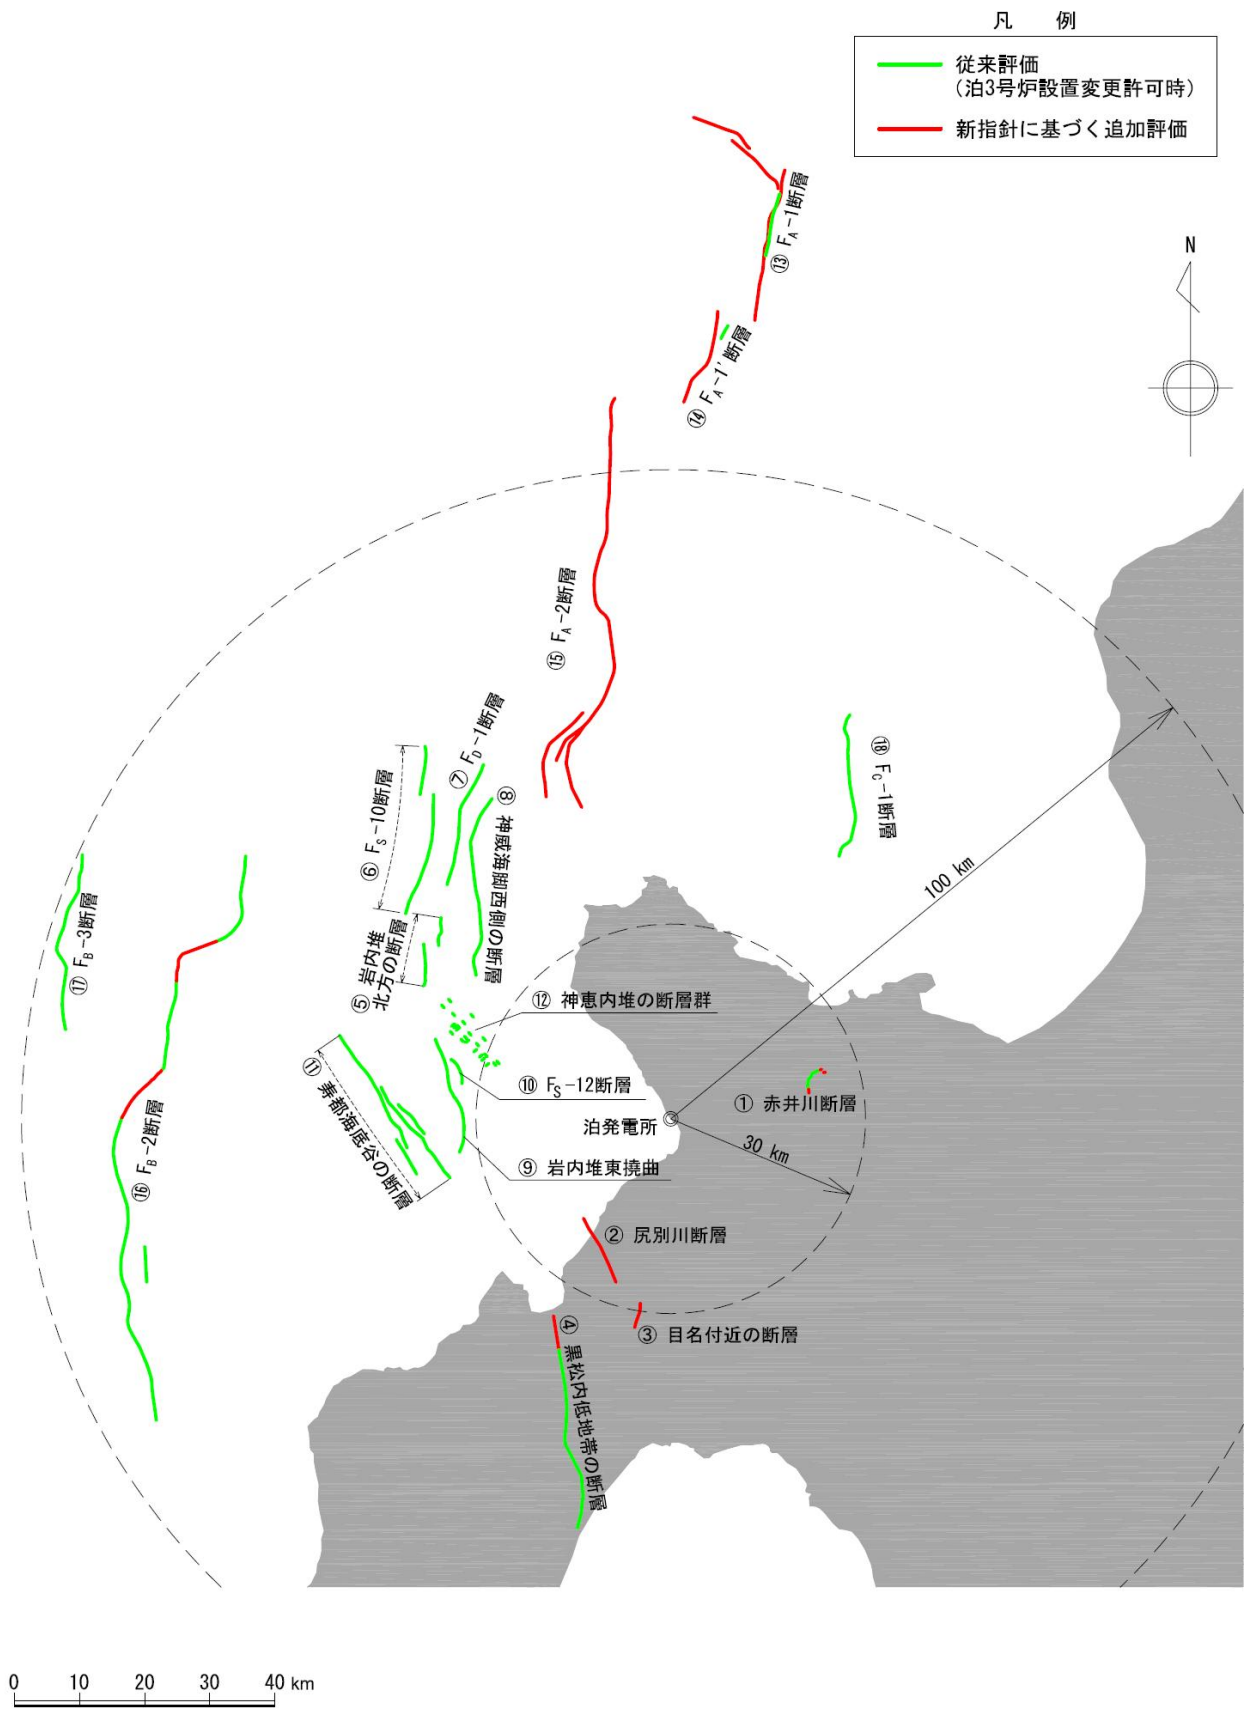 凡 例
従来評価
(泊3号炉設置変更許可時)
新指針に基づく追加評価
N
⑬ FA-1断層
⑭ FA-1'断層
⑮ FA-2断層
⑦ FD-1断層
⑥ FS-10断層
⑧ 神威海脚西側の断層
⑱ FC-1断層
100 km
⑰ FB-3断層
⑤ 岩内堆
北方の断層
⑫ 神恵内堆の断層群
⑪ 寿都海底谷の断層
⑩ FS-12断層
① 赤井川断層
泊発電所
30 km
⑨ 岩内堆東撓曲
⑯ FB-2断層
② 尻別川断層
③ 目名付近の断層
④ 黒松内低地帯の断層
0 10 20 30 40 km